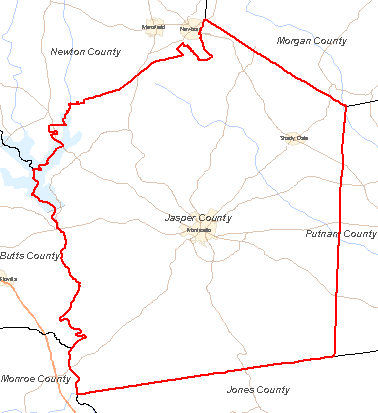 Mansfield
Newborn
Newton County
Morgan County
Shady Dale
Jasper County
Monticello
Putnam County
Butts County
Flovilla
Monroe County
Jones County